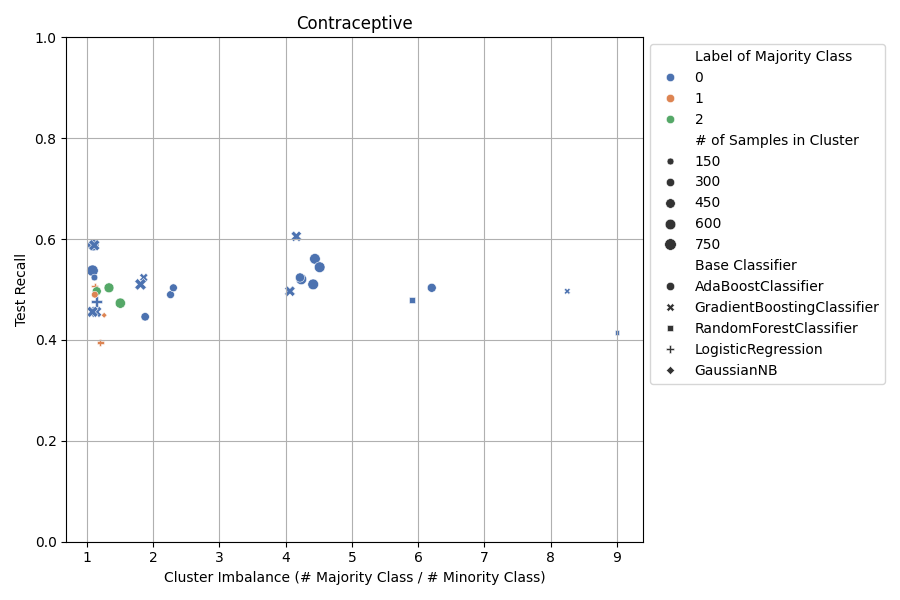 Contraceptive
1.0
0.8
0.6
0.4
0.2
0.0
Test Recall
1 2 3 4 5 6 7 8 9
Cluster Imbalance (# Majority Class / # Minority Class)
Label of Majority Class
0
1
2
# of Samples in Cluster
150
300
450
600
750
Base Classifier
AdaBoostClassifier
GradientBoostingClassifier
RandomForestClassifier
LogisticRegression
GaussianNB